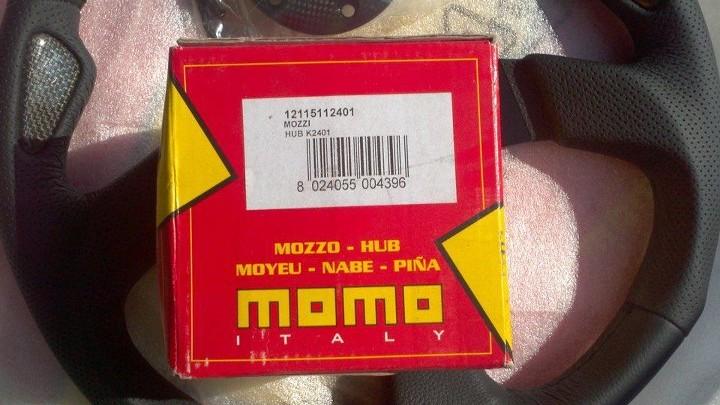 12115112401
MOZZI
HUB K2401
8 024055 004396
MOZZO - HUB
MOYEU - NABE - PIÑA
momo
ITALY